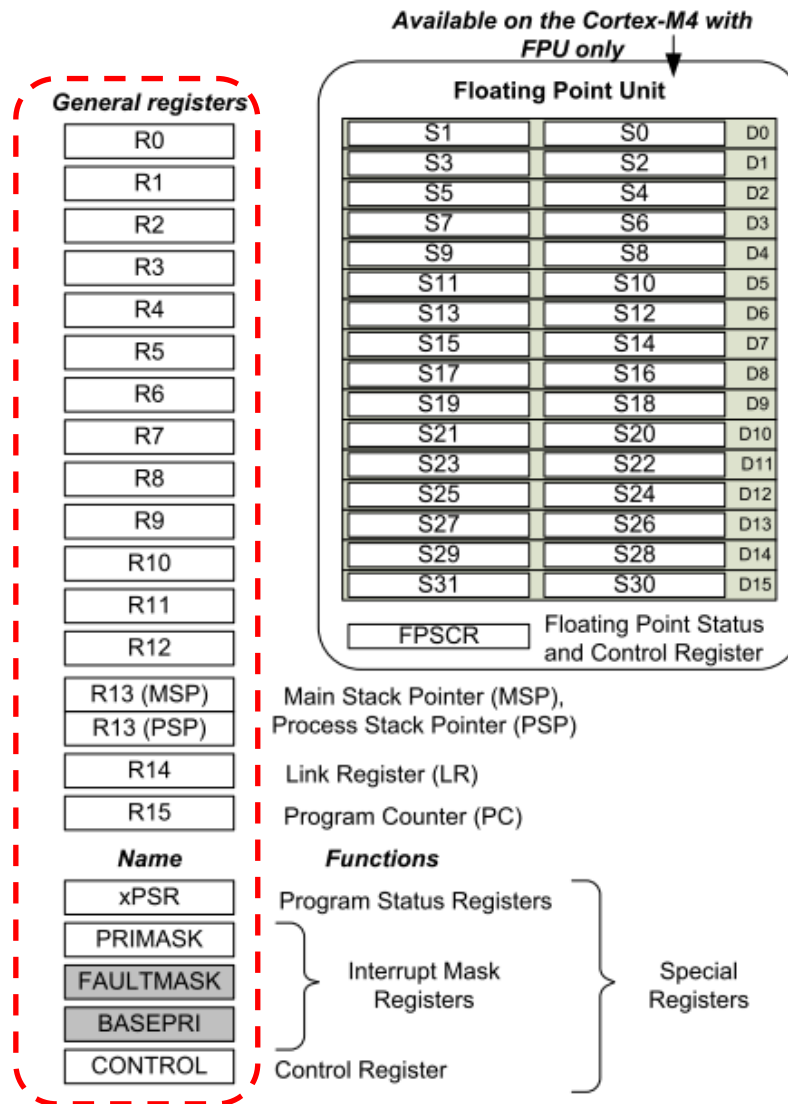 Available on the Cortex-M4 with
FPU only
General registers
R0
R1
R2
R3
R4
R5
R6
R7
R8
R9
R10
R11
R12
R13 (MSP)
R13 (PSP)
R14
R15
Floating Point Unit
S1 S0 D0
S3 S2 D1
S5 S4 D2
S7 S6 D3
S9 S8 D4
S11 S10 D5
S13 S12 D6
S15 S14 D7
S17 S16 D8
S19 S18 D9
S21 S20 D10
S23 S22 D11
S25 S24 D12
S27 S26 D13
S29 S28 D14
S31 S30 D15
FPSCR
Floating Point Status
and Control Register
Main Stack Pointer (MSP),
Process Stack Pointer (PSP)
Link Register (LR)
Program Counter (PC)
Name Functions
xPSR Program Status Registers
PRIMASK
FAULTMASK
BASEPRI
Interrupt Mask
Registers
Special
Registers
CONTROL Control Register